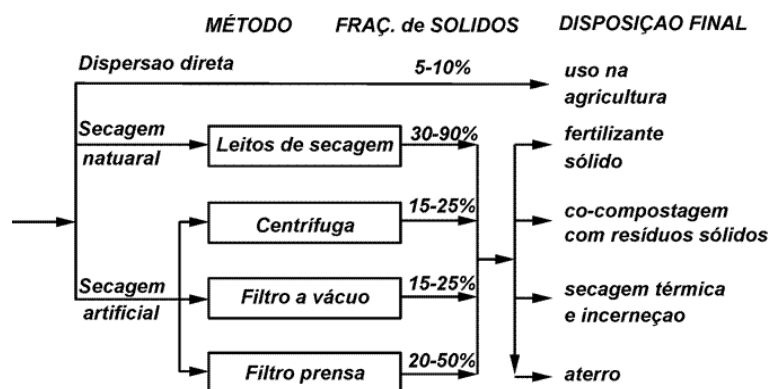 MÉTODO FRAÇ. de SOLIDOS DISPOSIÇAO FINAL
Dispersao direta 5-10% uso na
agricultura
Secagem
natuaral
Leitos de secagem 30-90% fertilizante
sólido
Centrífuga 15-25% co-compostagem
com resíduos sólidos
Secagem
artificial
Filtro a vácuo 15-25% secagem térmica
e incerneçao
Filtro prensa 20-50% aterro